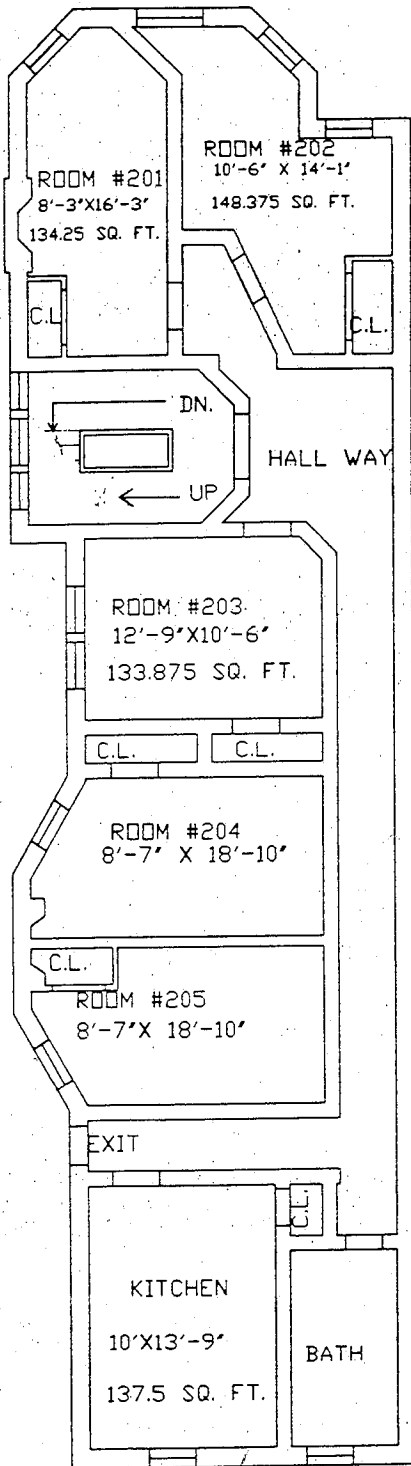 ROOM #201
8'-3"X16'-3"
134.25 SQ. FT.
ROOM #202
10'-6" X 14'-1"
148.375 SQ. FT.
C.L
C.L.
DN.
UP
HALL WAY
ROOM #203
12'-9"X10'-6"
133.875 SQ. FT.
C.L.
C.L.
ROOM #204
8'-7" X 18'-10"
C.L.
ROOM #205
8'-7"X 18'-10"
EXIT
C.L.
KITCHEN
10'X13'-9"
137.5 SQ. FT.
BATH